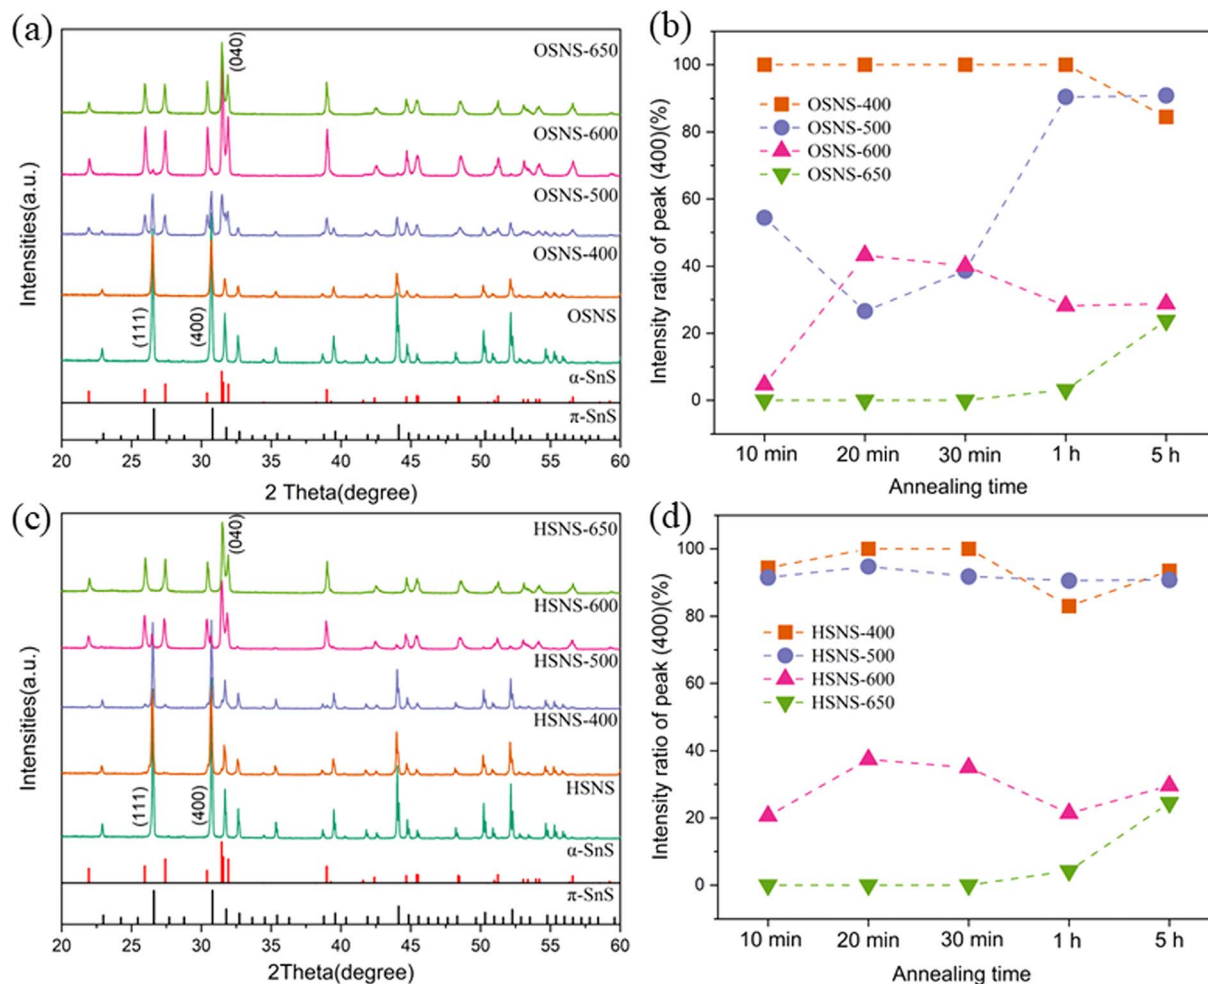 (a)
Intensities(a.u.)
OSNS-650
(040)
OSNS-600
OSNS-500
OSNS-400
OSNS
(111)
(400)
α-SnS
π-SnS
20 25 30 35 40 45 50 55 60
2 Theta(degree)
(b)
Intensity ratio of peak (400)(%)
100
80
60
40
20
0
OSNS-400
OSNS-500
OSNS-600
OSNS-650
10 min 20 min 30 min 1 h 5 h
Annealing time
(c)
Intensities(a.u.)
HSNS-650
(040)
HSNS-600
HSNS-500
HSNS-400
HSNS
(111)
(400)
α-SnS
π-SnS
20 25 30 35 40 45 50 55 60
2Theta(degree)
(d)
Intensity ratio of peak (400)(%)
100
80
60
40
20
0
HSNS-400
HSNS-500
HSNS-600
HSNS-650
10 min 20 min 30 min 1 h 5 h
Annealing time